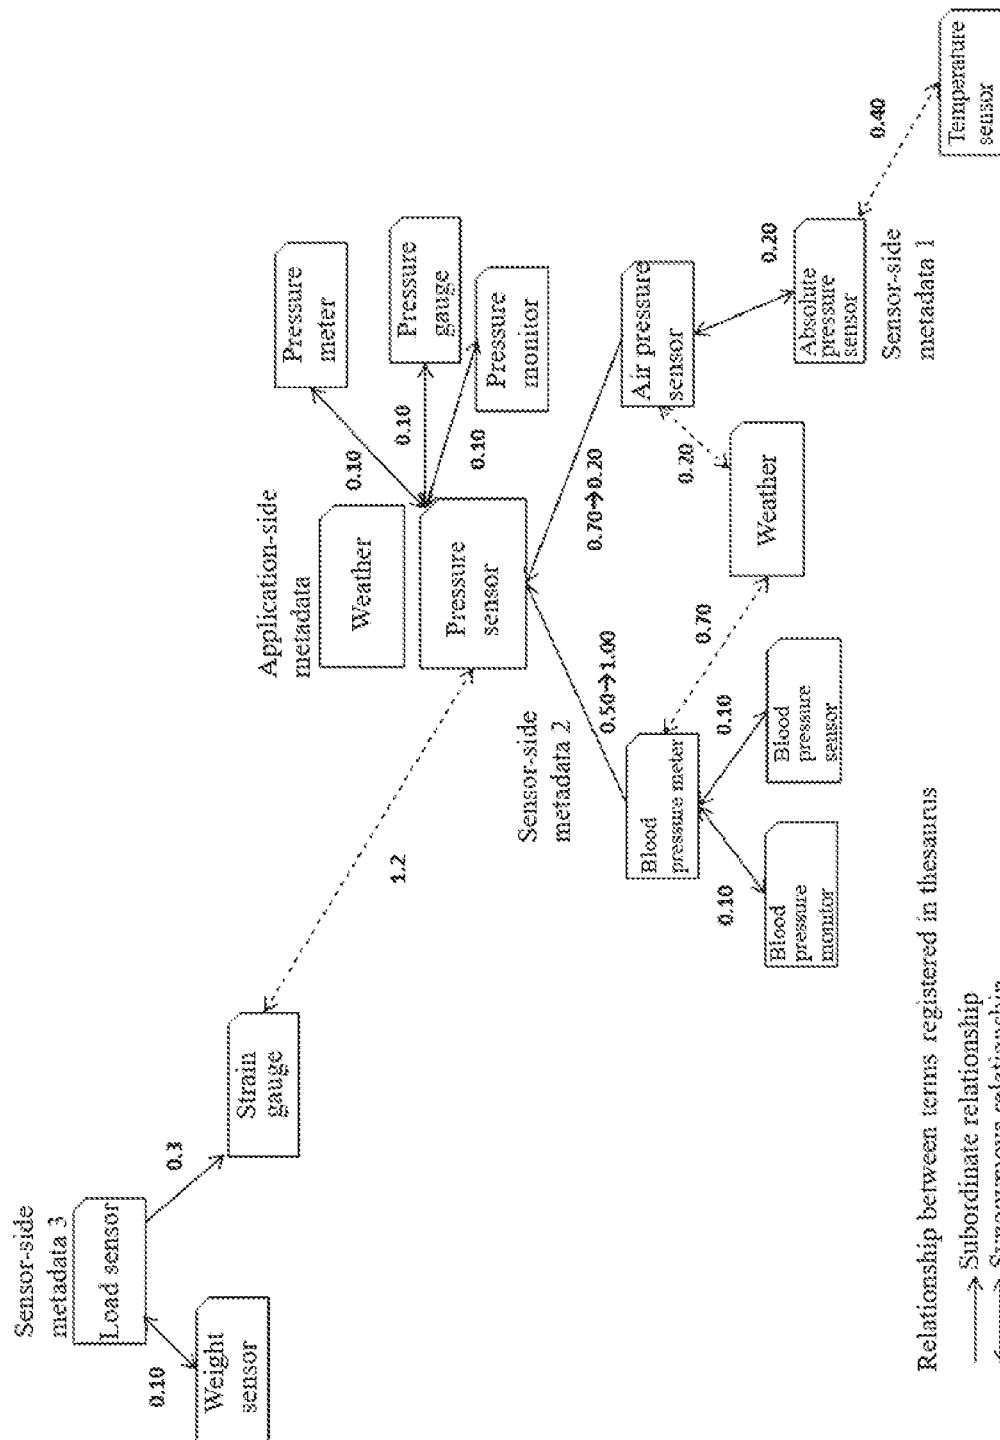 Sensor-side
metadata 3
Load sensor
0.10
Weight
sensor
0.3
Strain
gauge
1.2
Application-side
metadata
Weather
Pressure
sensor
0.10
Pressure
meter
0.10
Pressure
gauge
0.10
Pressure
monitor
Sensor-side
metadata 2
0.50→1.00
0.70→0.20
Blood
pressure meter
0.10
Blood
pressure
monitor
0.10
Blood
pressure
sensor
0.70
Weather
0.20
Air pressure
sensor
0.20
Absolute
pressure
sensor
Sensor-side
metadata 1
0.40
Temperature
sensor
Relationship between terms registered in thesaurus
Subordinate relationship